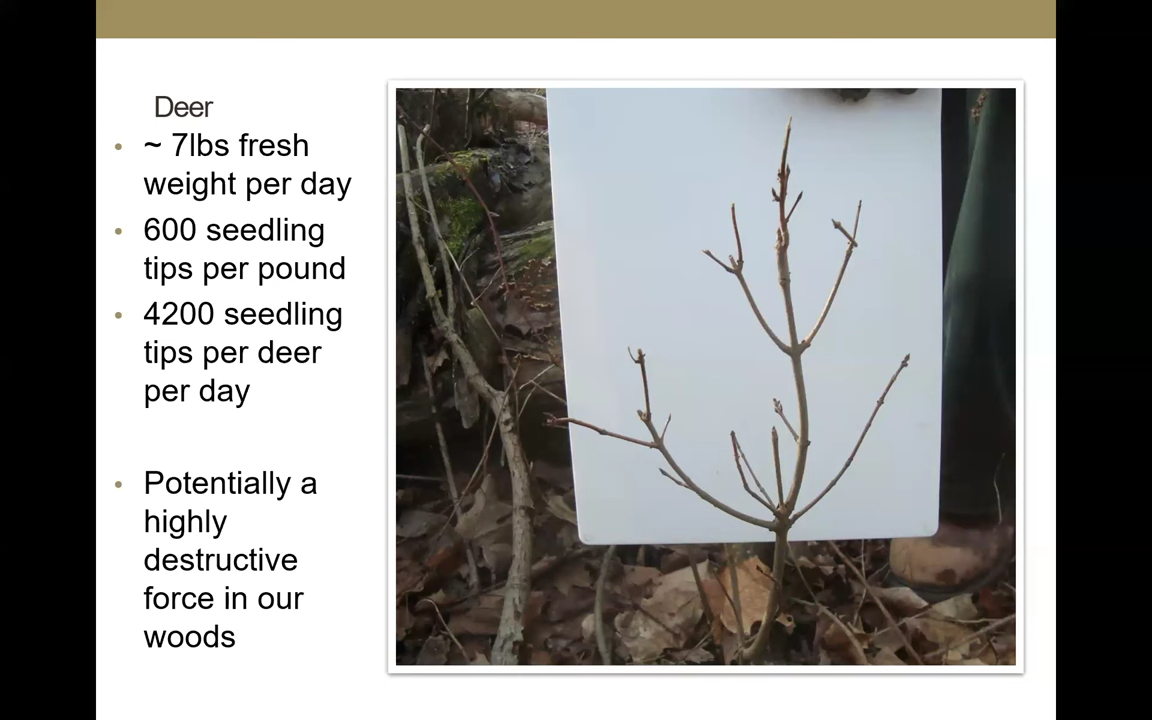 Deer
• ~ 7lbs fresh
weight per day
• 600 seedling
tips per pound
• 4200 seedling
tips per deer
per day
• Potentially a
highly
destructive
force in our
woods